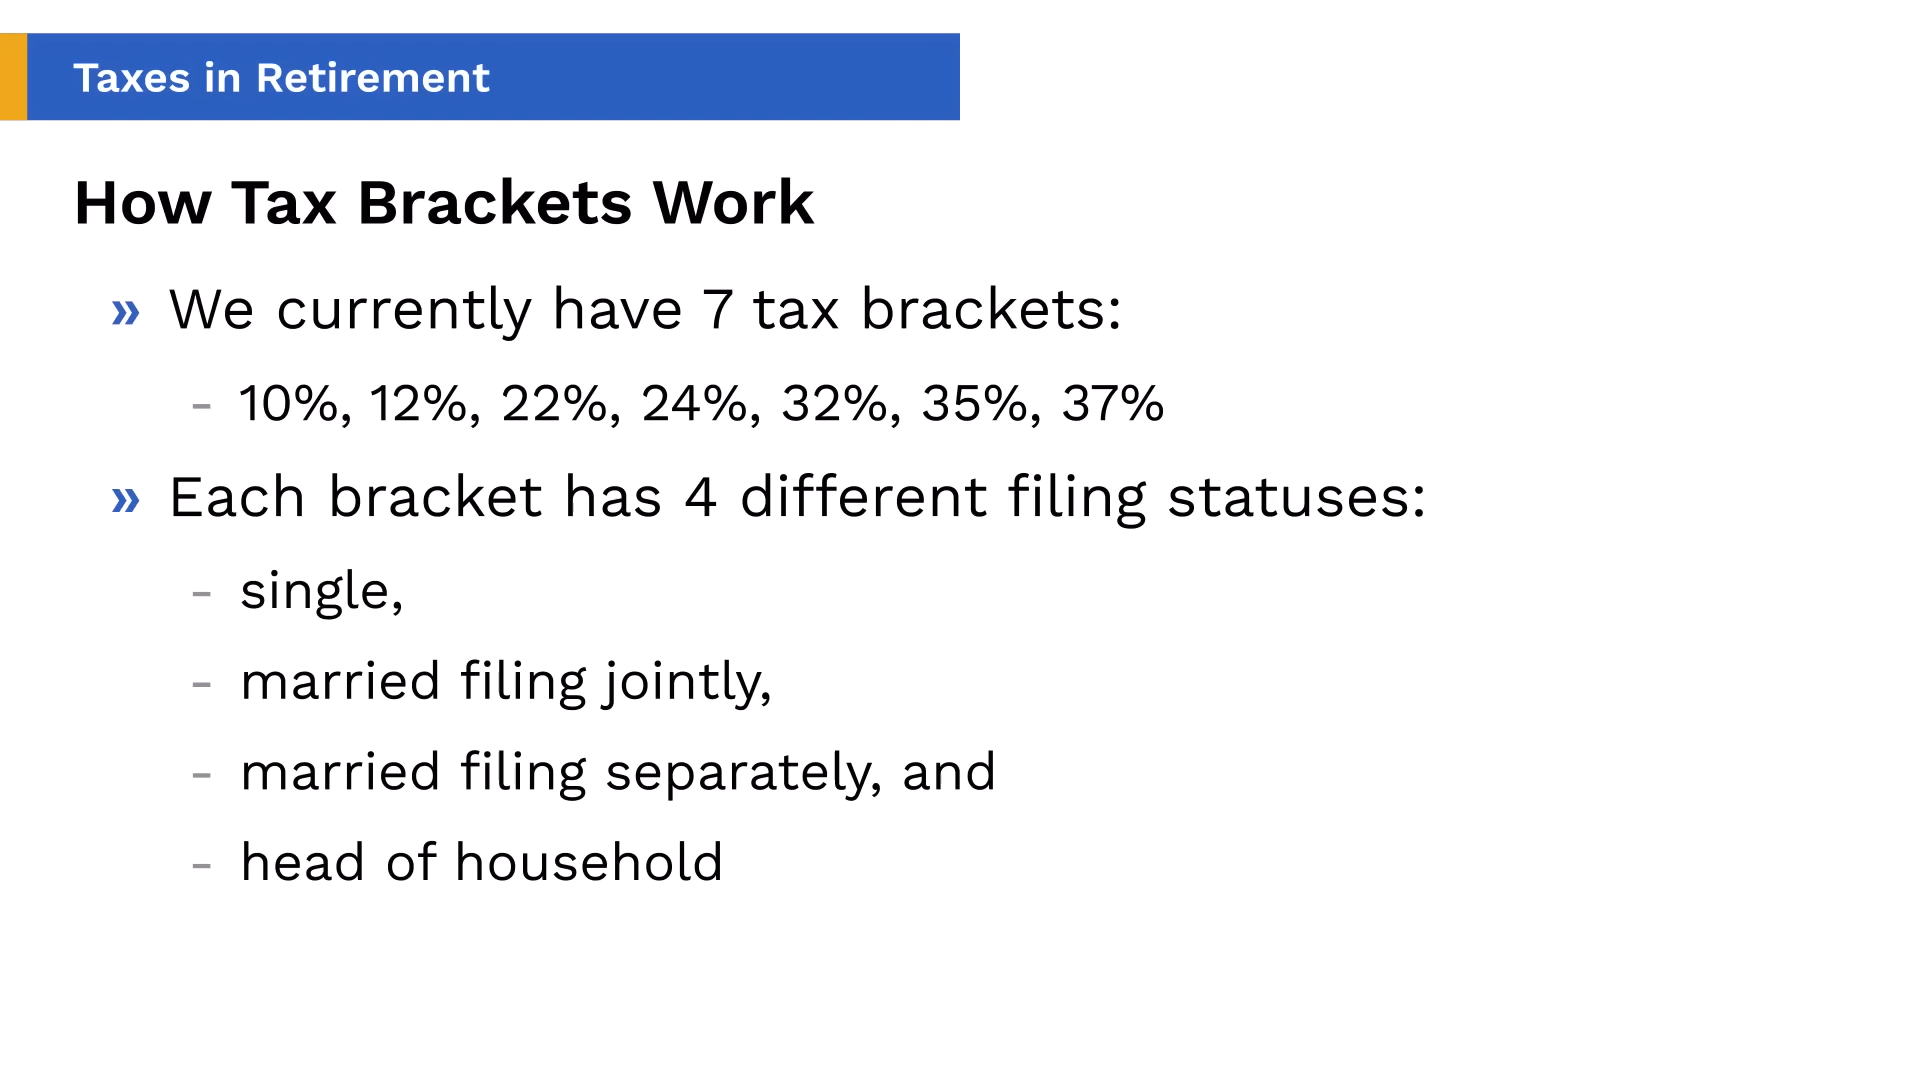 Taxes in Retirement
How Tax Brackets Work
» We currently have 7 tax brackets:
- 10%, 12%, 22%, 24%, 32%, 35%, 37%
» Each bracket has 4 different filing statuses:
- single,
- married filing jointly,
- married filing separately, and
- head of household